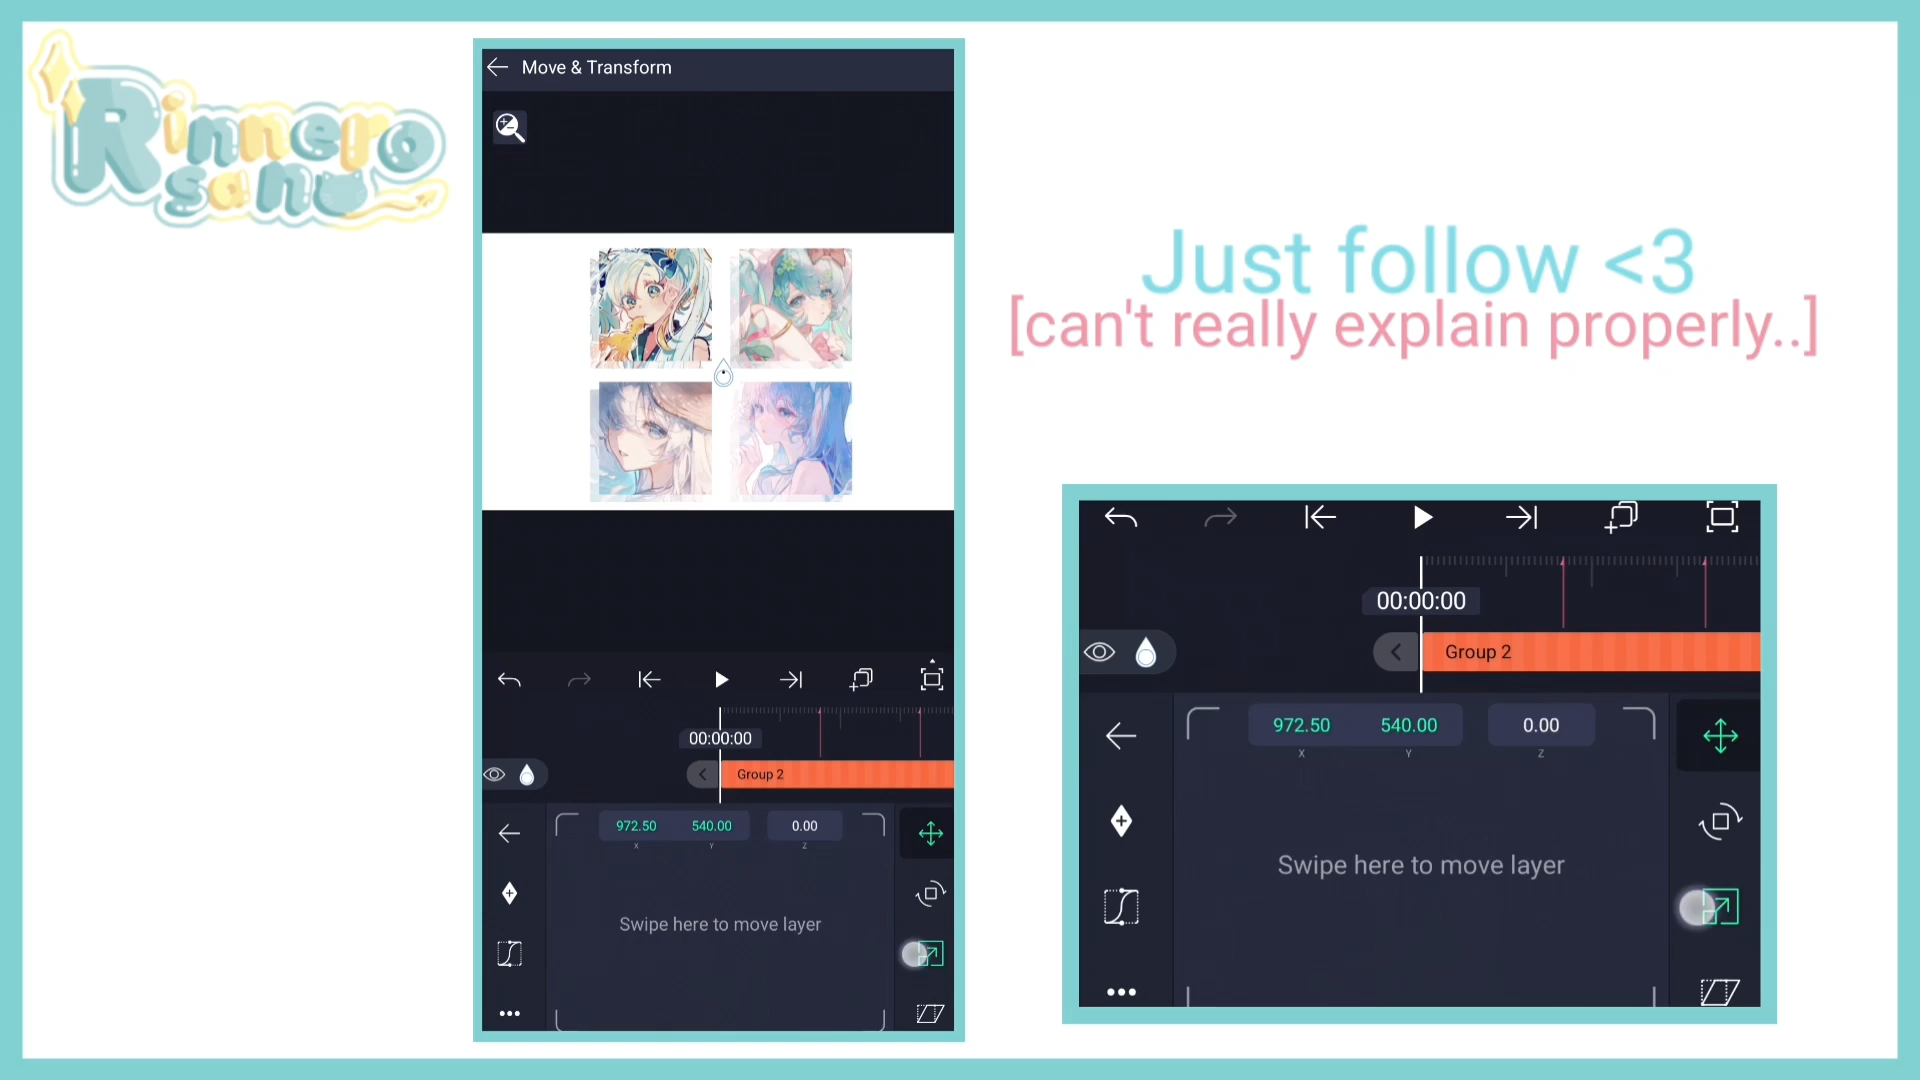 Rinnero
san
Move & Transform
00:00:00
Group 2
972.50 540.00 0.00
X Y Z
Swipe here to move layer
Just follow <3
[can't really explain properly..]
00:00:00
Group 2
972.50 540.00 0.00
X Y Z
Swipe here to move layer